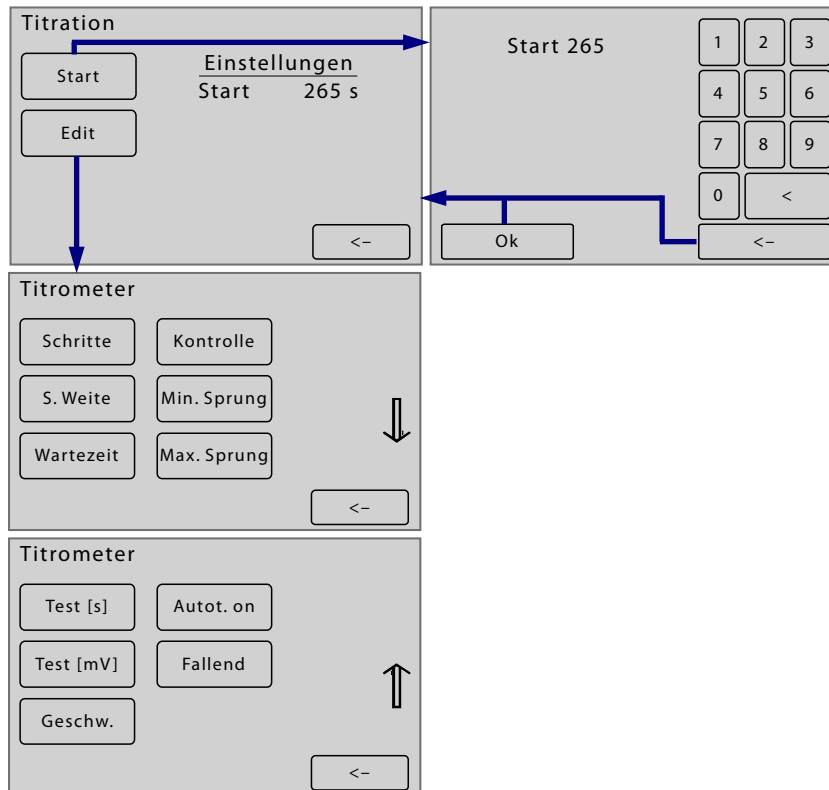 Titration
Start
Einstellungen
Start 265 s
Edit
<–
Start 265
1 2 3
4 5 6
7 8 9
0 <
Ok <–
Titrometer
Schritte Kontrolle
S. Weite Min. Sprung
Wartezeit Max. Sprung
<–
Titrometer
Test [s] Autot. on
Test [mV] Fallend
Geschw.
<–